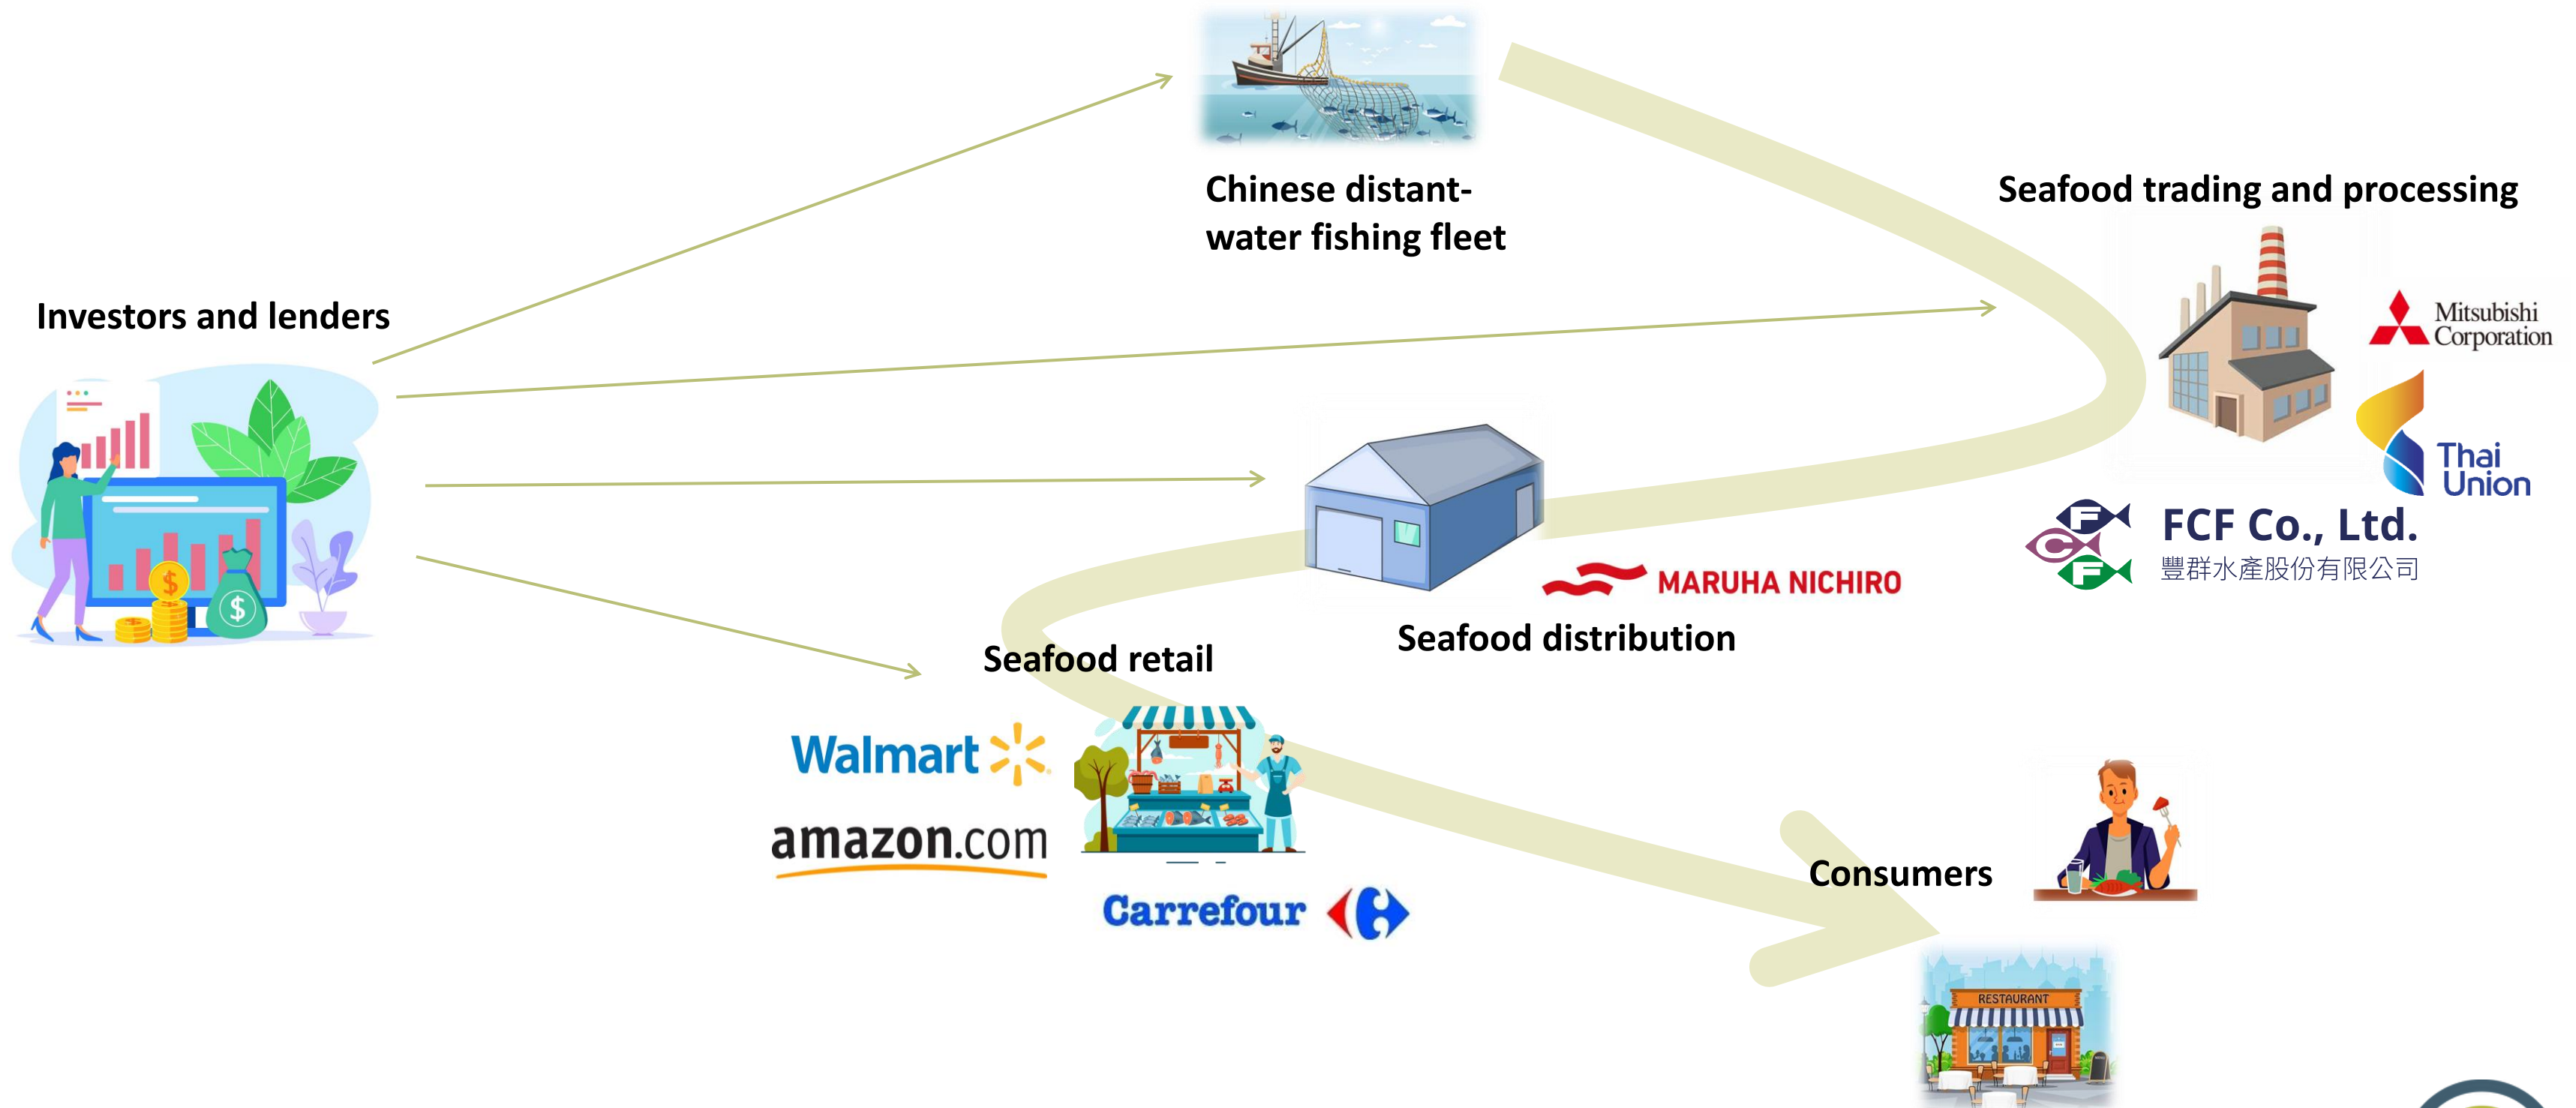 Chinese distant-
water fishing fleet
Seafood trading and processing
Investors and lenders
Mitsubishi
Corporation
Thai
Union
FCF
FCF Co., Ltd.
豐群水產股份有限公司
MARUHA NICHIRO
Seafood distribution
Seafood retail
Walmart
amazon.com
Carrefour
Consumers
RESTAURANT